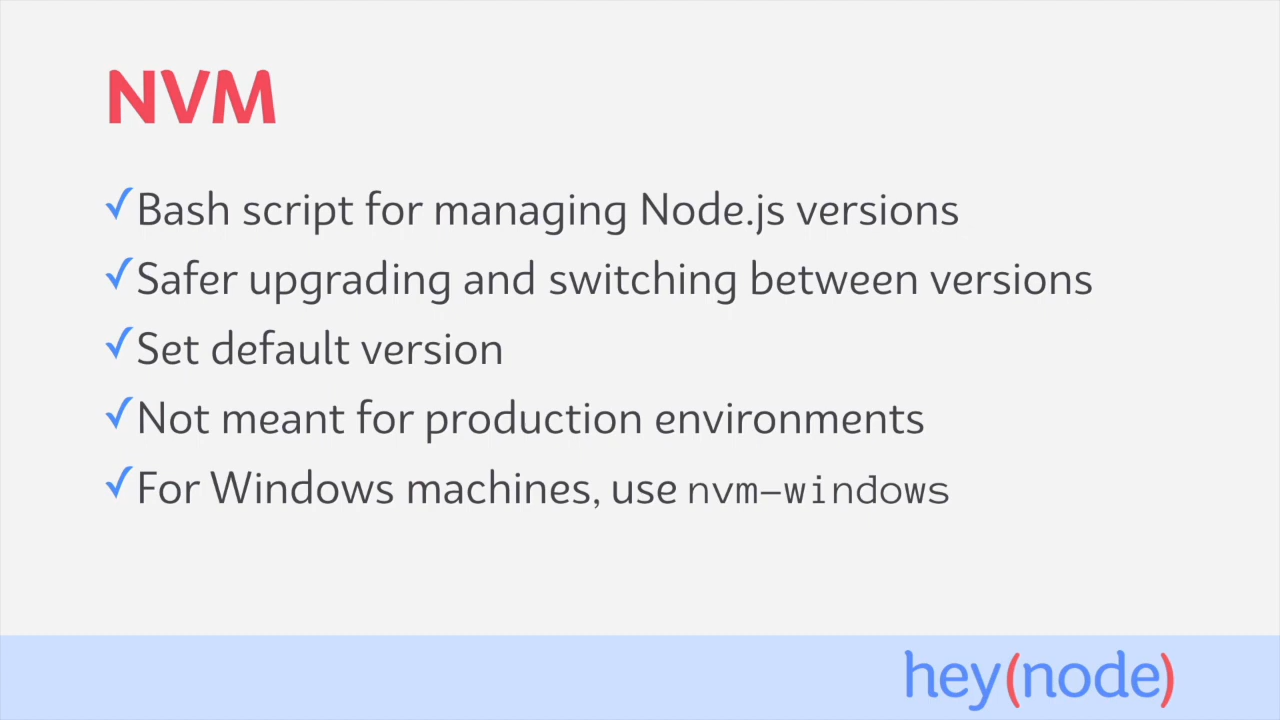 NVM
✓Bash script for managing Node.js versions
✓Safer upgrading and switching between versions
✓Set default version
✓Not meant for production environments
✓For Windows machines, use nvm-windows
hey(node)